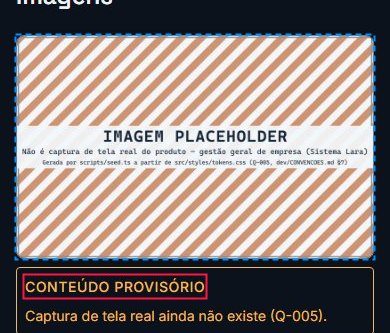 Imagens
IMAGEM PLACEHOLDER
Não é captura de tela real do produto — gestão geral de empresa (Sistema Lara)
Gerada por scripts/seed.ts a partir de src/styles/tokens.css (Q-005, dev/CONVENCOES.md §7)
CONTEÚDO PROVISÓRIO
Captura de tela real ainda não existe (Q-005).